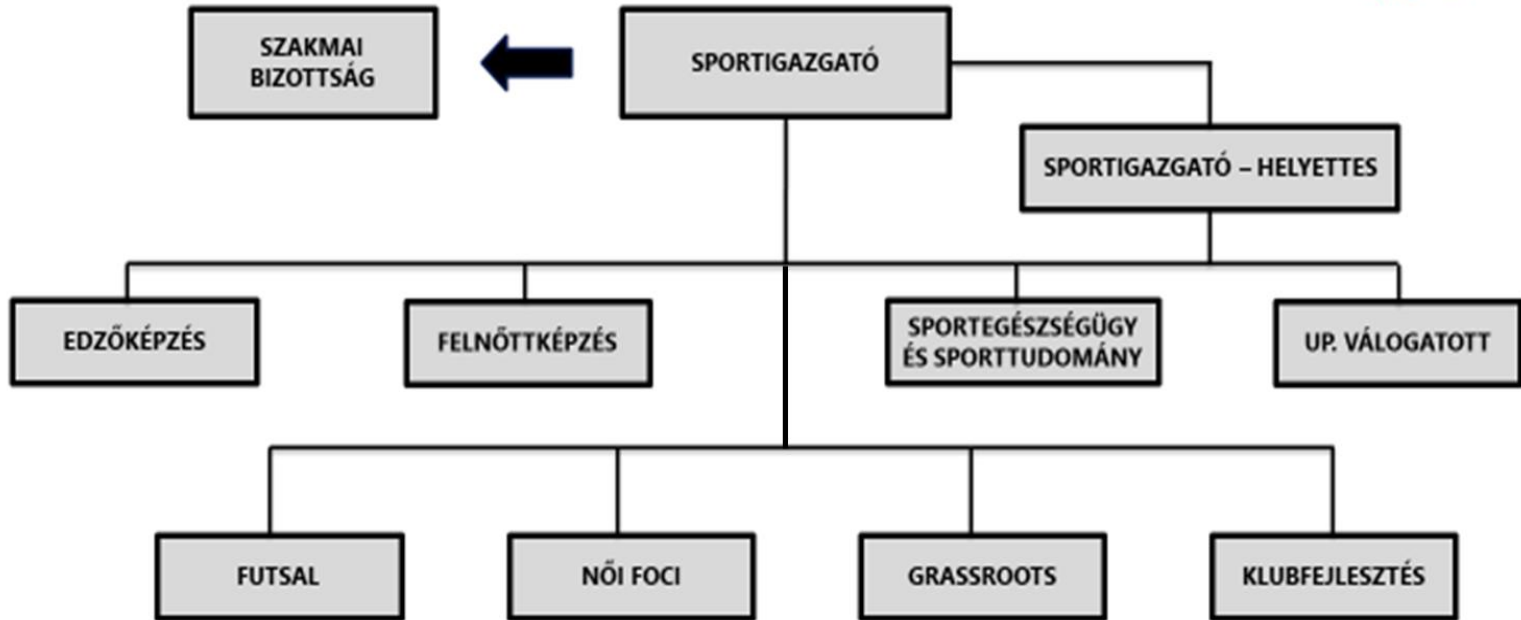 SZAKMAI
BIZOTTSÁG
SPORTIGAZGATÓ
SPORTIGAZGATÓ – HELYETTES
EDZŐKÉPZÉS
FELNŐTTKÉPZÉS
SPORTEGÉSZSÉGÜGY
ÉS SPORTTUDOMÁNY
UP. VÁLOGATOTT
FUTSAL
NŐI FOCI
GRASSROOTS
KLUBFEJLESZTÉS